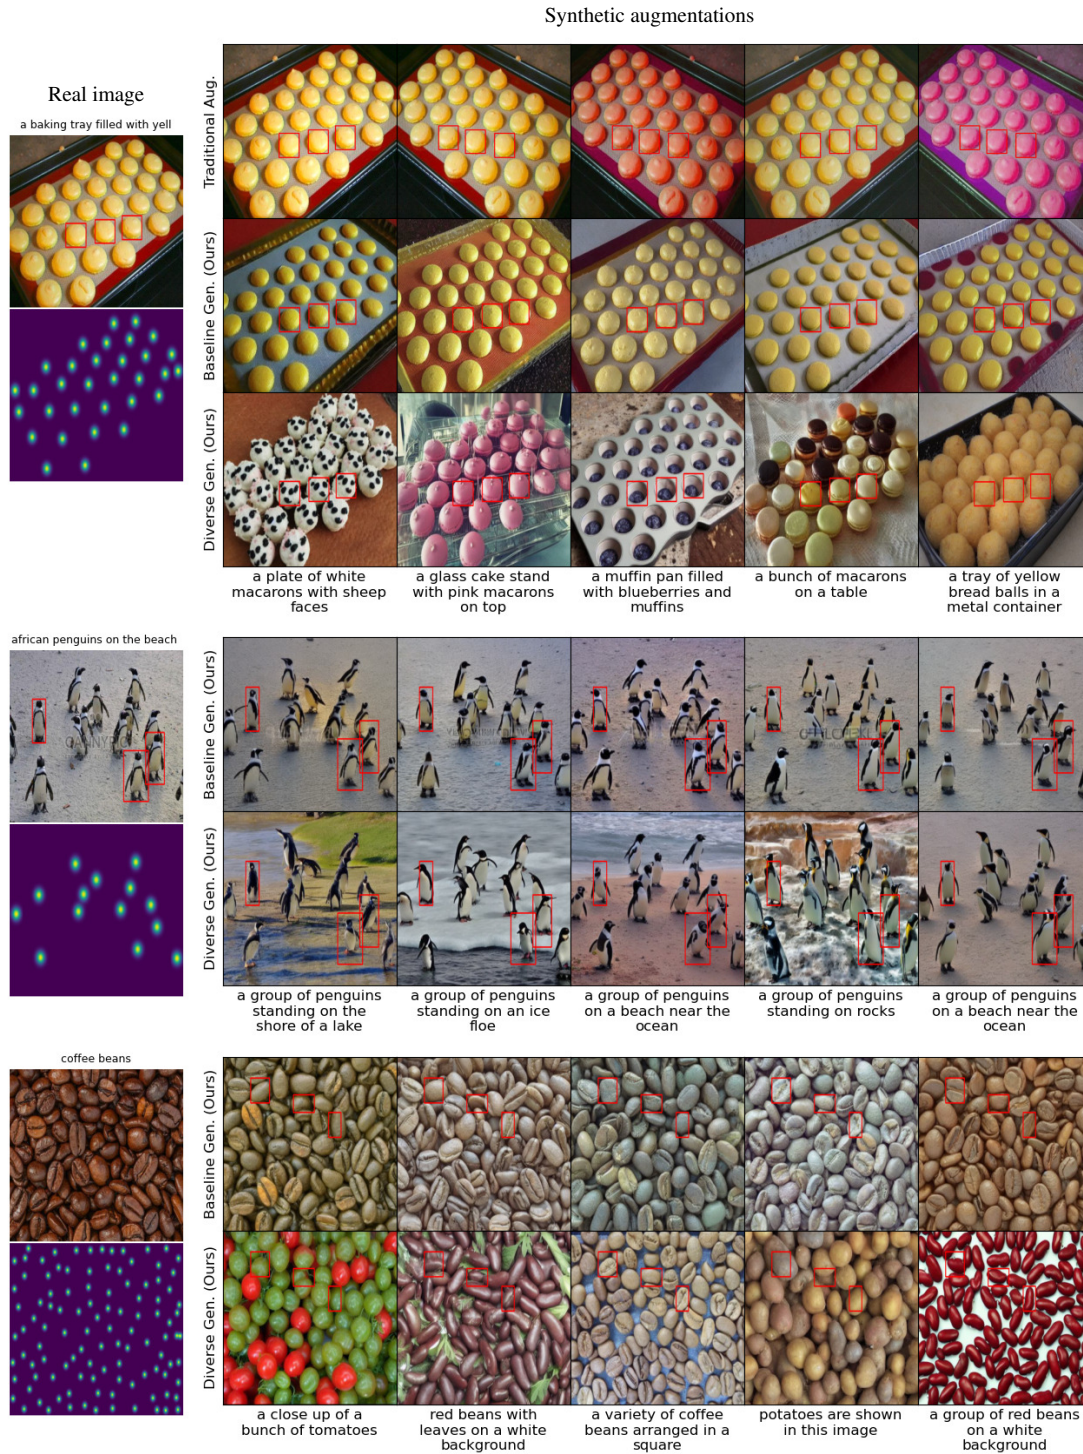 Synthetic augmentations
Real image
a baking tray filled with yell
Traditional Aug.
Baseline Gen. (Ours)
Diverse Gen. (Ours)
a plate of white
macarons with sheep
faces
a glass cake stand
with pink macarons
on top
a muffin pan filled
with blueberries and
muffins
a bunch of macarons
on a table
a tray of yellow
bread balls in a
metal container
african penguins on the beach
Baseline Gen. (Ours)
Diverse Gen. (Ours)
a group of penguins
standing on the
shore of a lake
a group of penguins
standing on an ice
floe
a group of penguins
on a beach near the
ocean
a group of penguins
standing on rocks
a group of penguins
on a beach near the
ocean
coffee beans
Baseline Gen. (Ours)
Diverse Gen. (Ours)
a close up of a
bunch of tomatoes
red beans with
leaves on a white
background
a variety of coffee
beans arranged in a
square
potatoes are shown
in this image
a group of red beans
on a white
background